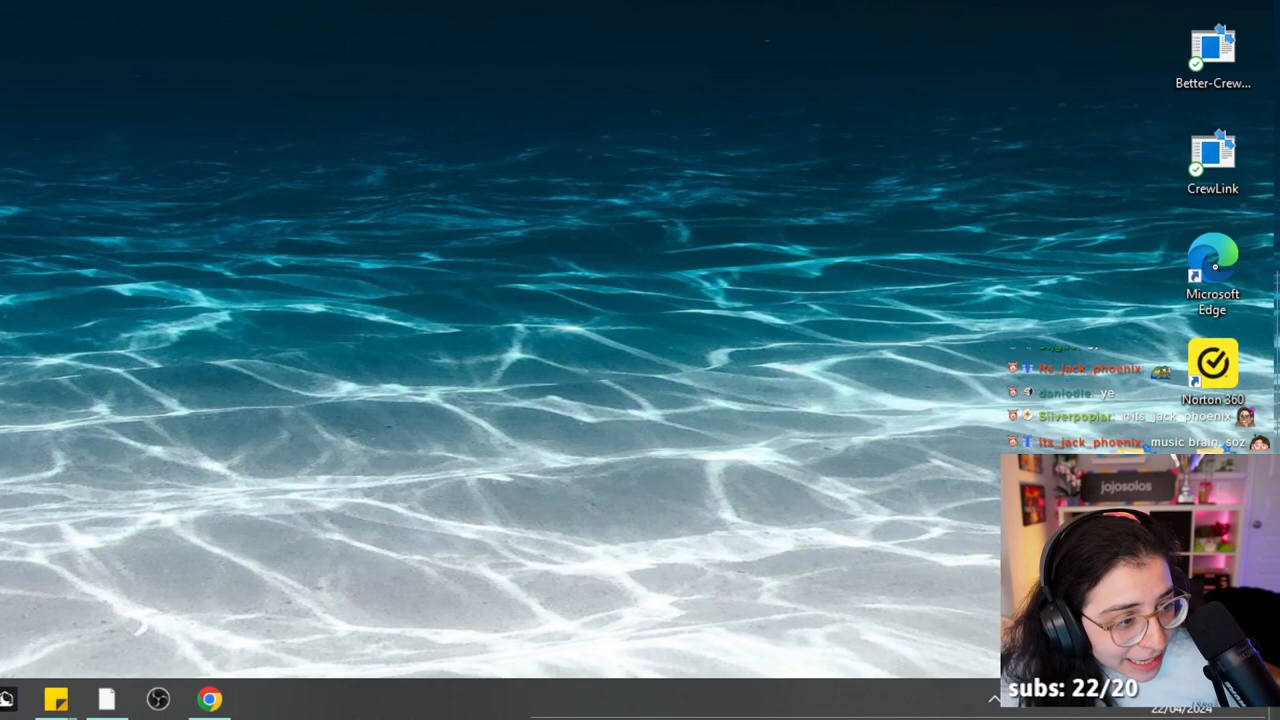 Better-Crew...
CrewLink
Microsoft
Edge
its_jack_phoenix
daniodle: ye
Norton 360
Silverpoplar: @its_jack_phoenix
its_jack_phoenix: music brain, soz
jojosolos
subs: 22/20
22/04/2024